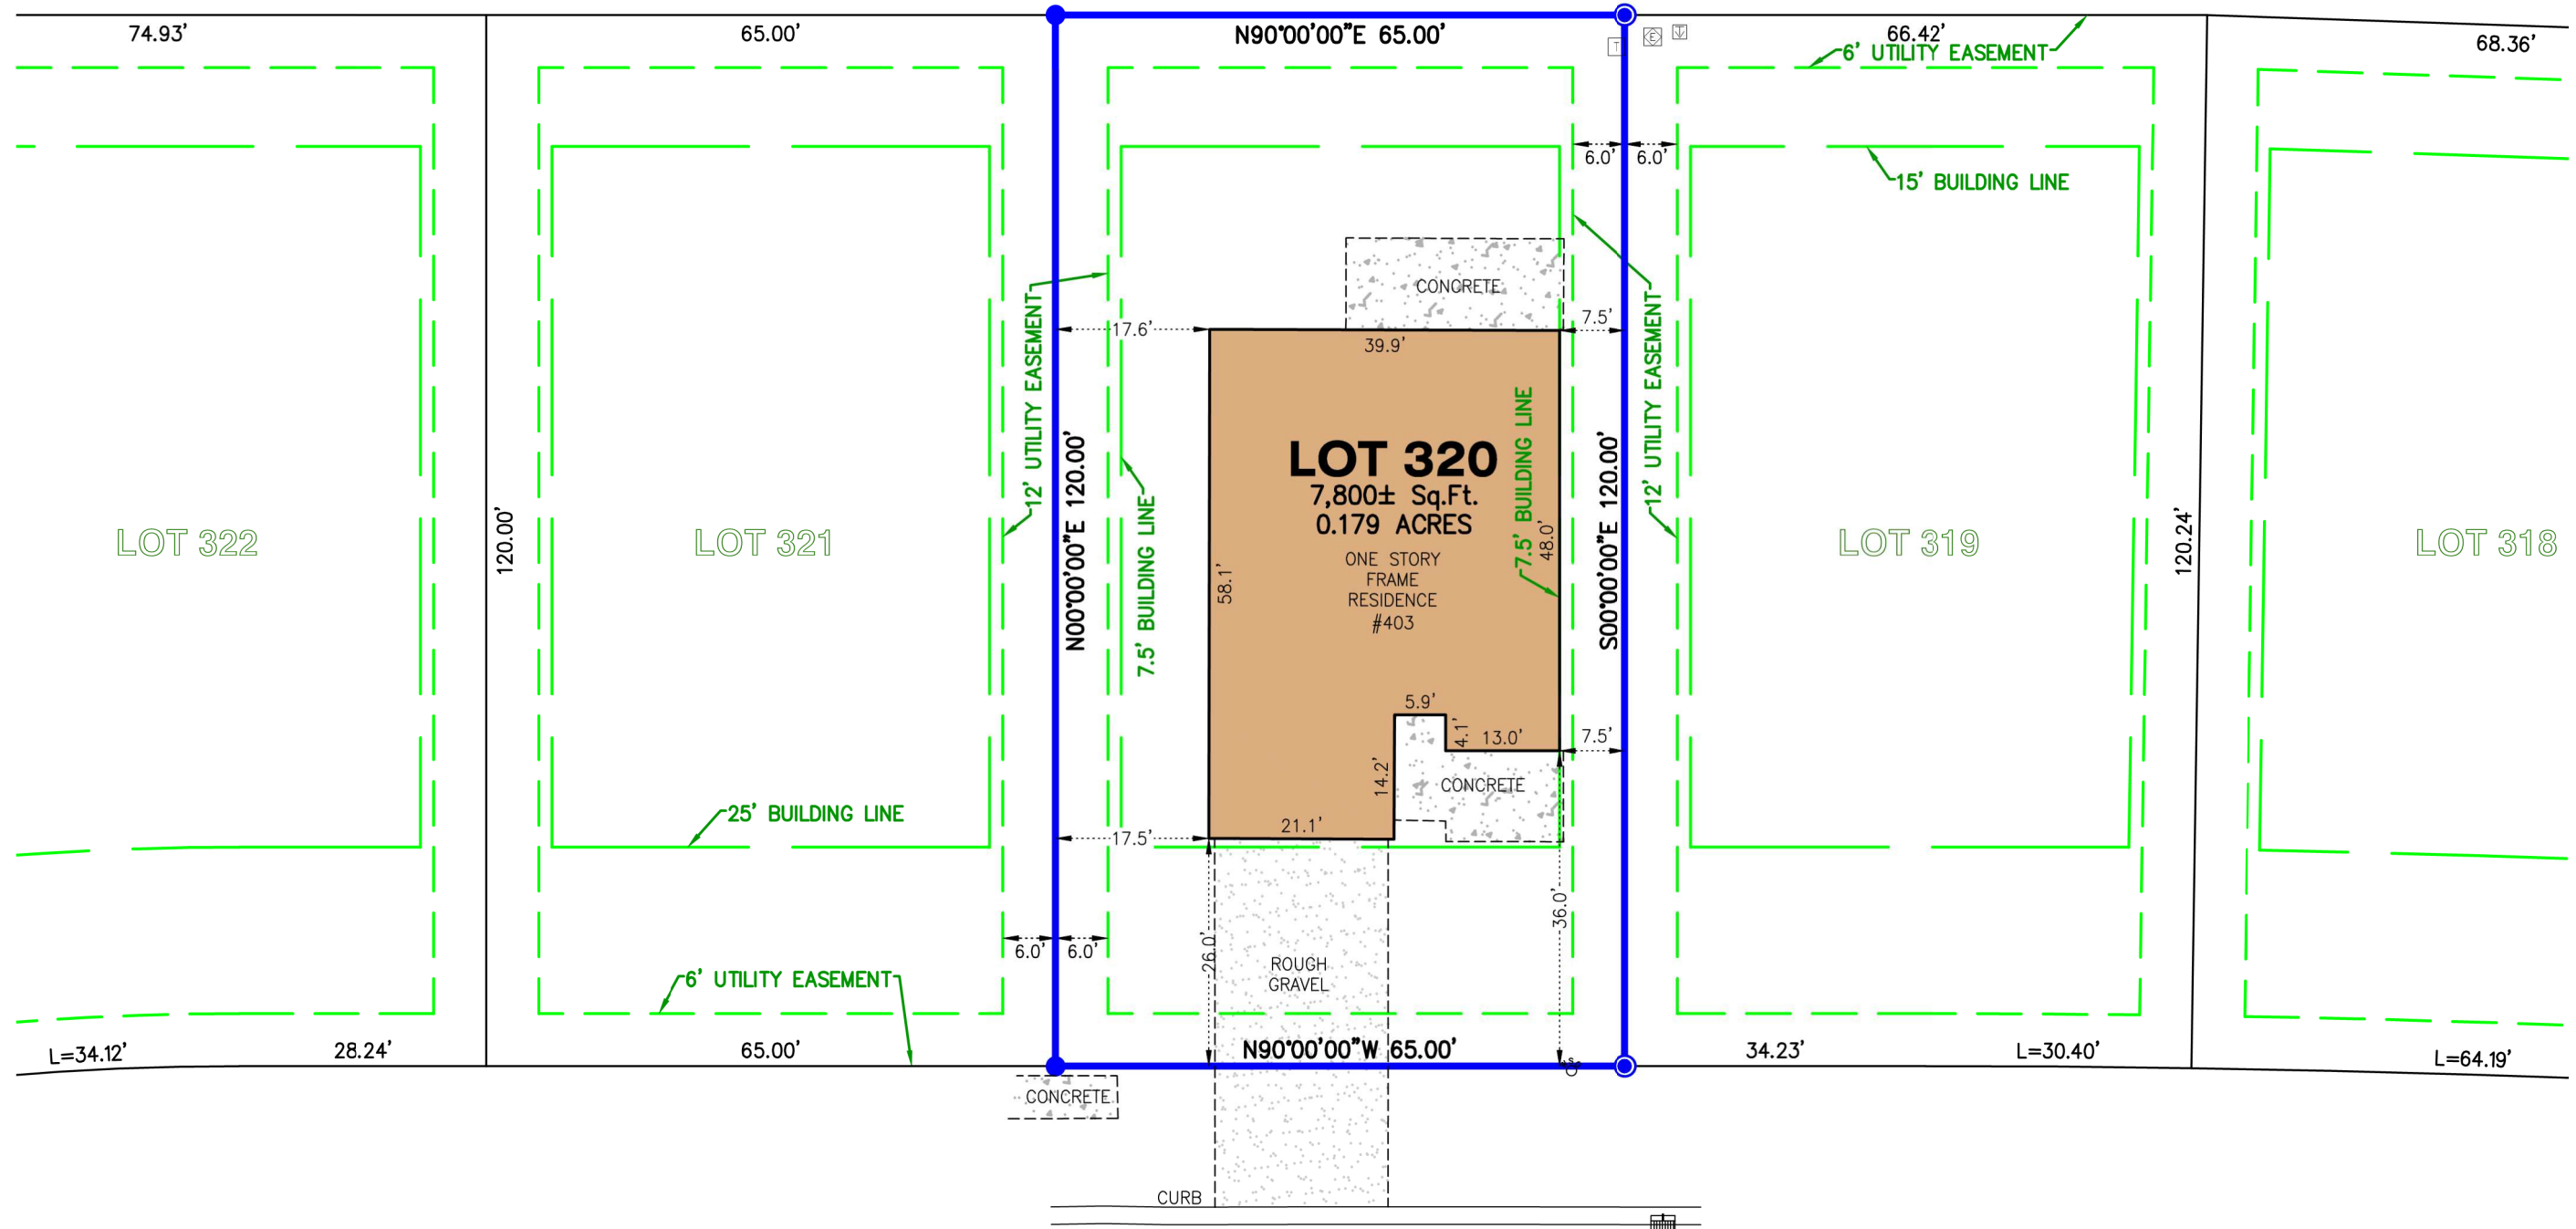 74.93'
65.00'
N90°00'00"E 65.00'
66.42'
68.36'
T
E
6' UTILITY EASEMENT
6.0'
6.0'
15' BUILDING LINE
CONCRETE
17.6'
7.5'
39.9'
12' UTILITY EASEMENT
12' UTILITY EASEMENT
7.5' BUILDING LINE
7.5' BUILDING LINE
N00°00'00"E 120.00'
S00°00'00"E 120.00'
LOT 320
7,800± Sq.Ft.
0.179 ACRES
ONE STORY
FRAME
RESIDENCE
#403
48.0'
58.1'
LOT 322
120.00'
LOT 321
LOT 319
120.24'
LOT 318
5.9'
4.1'
13.0'
7.5'
14.2'
CONCRETE
25' BUILDING LINE
21.1'
17.5'
36.0'
26.0'
6.0'
6.0'
ROUGH
GRAVEL
6' UTILITY EASEMENT
L=34.12'
28.24'
65.00'
N90°00'00"W 65.00'
34.23'
L=30.40'
L=64.19'
S
CONCRETE
CURB